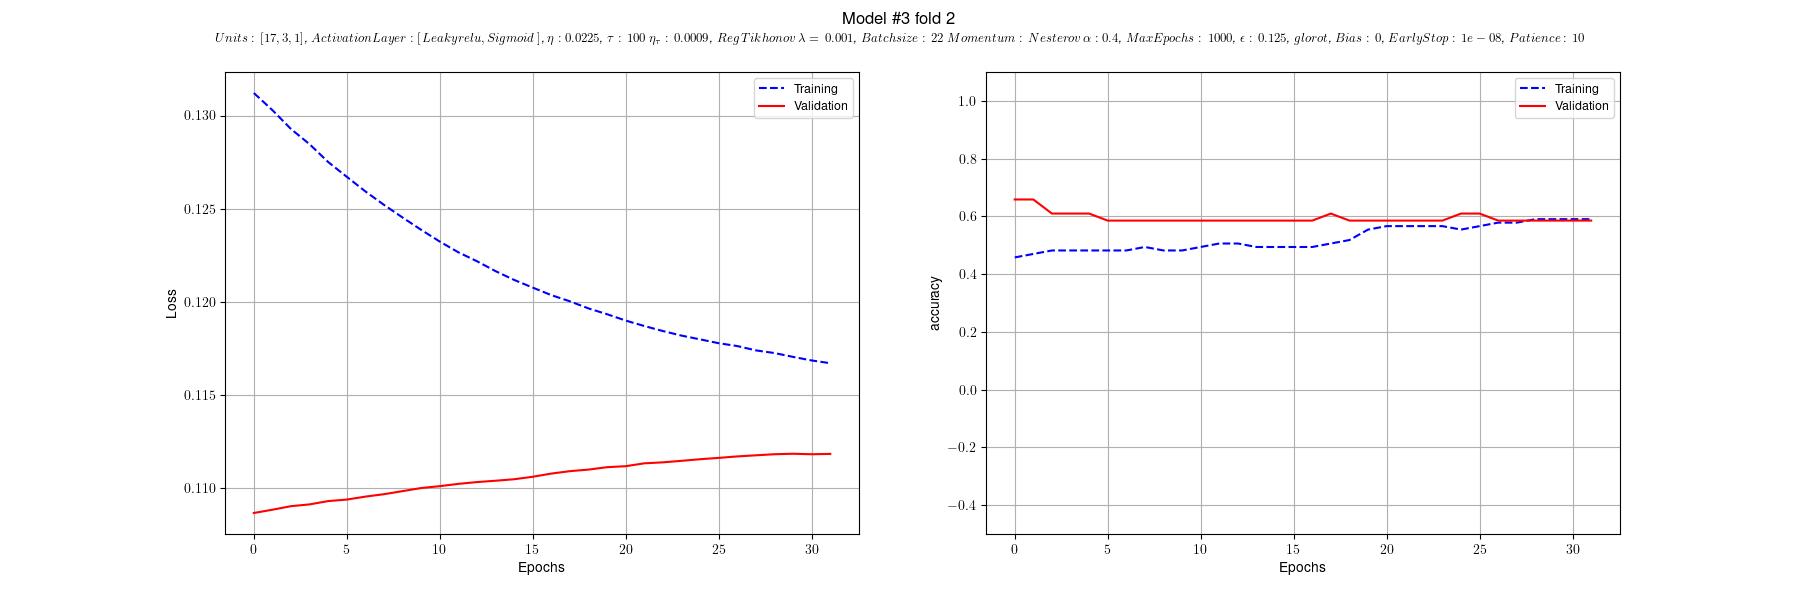 Model #3 fold 2
Units : [17, 3, 1], ActivationLayer : [Leakyrelu, Sigmoid ], η : 0.0225, τ : 100 ητ : 0.0009, RegTikhonov λ = 0.001, Batchsize : 22 Momentum : Nesterov α : 0.4, MaxEpochs : 1000, ϵ : 0.125, glorot, Bias : 0, EarlyStop : 1e − 08, Patience : 10
Training
Validation
0.130
0.125
0.120
0.115
0.110
Loss
0 5 10 15 20 25 30
Epochs
Training
Validation
1.0
0.8
0.6
0.4
0.2
0.0
−0.2
−0.4
accuracy
0 5 10 15 20 25 30
Epochs